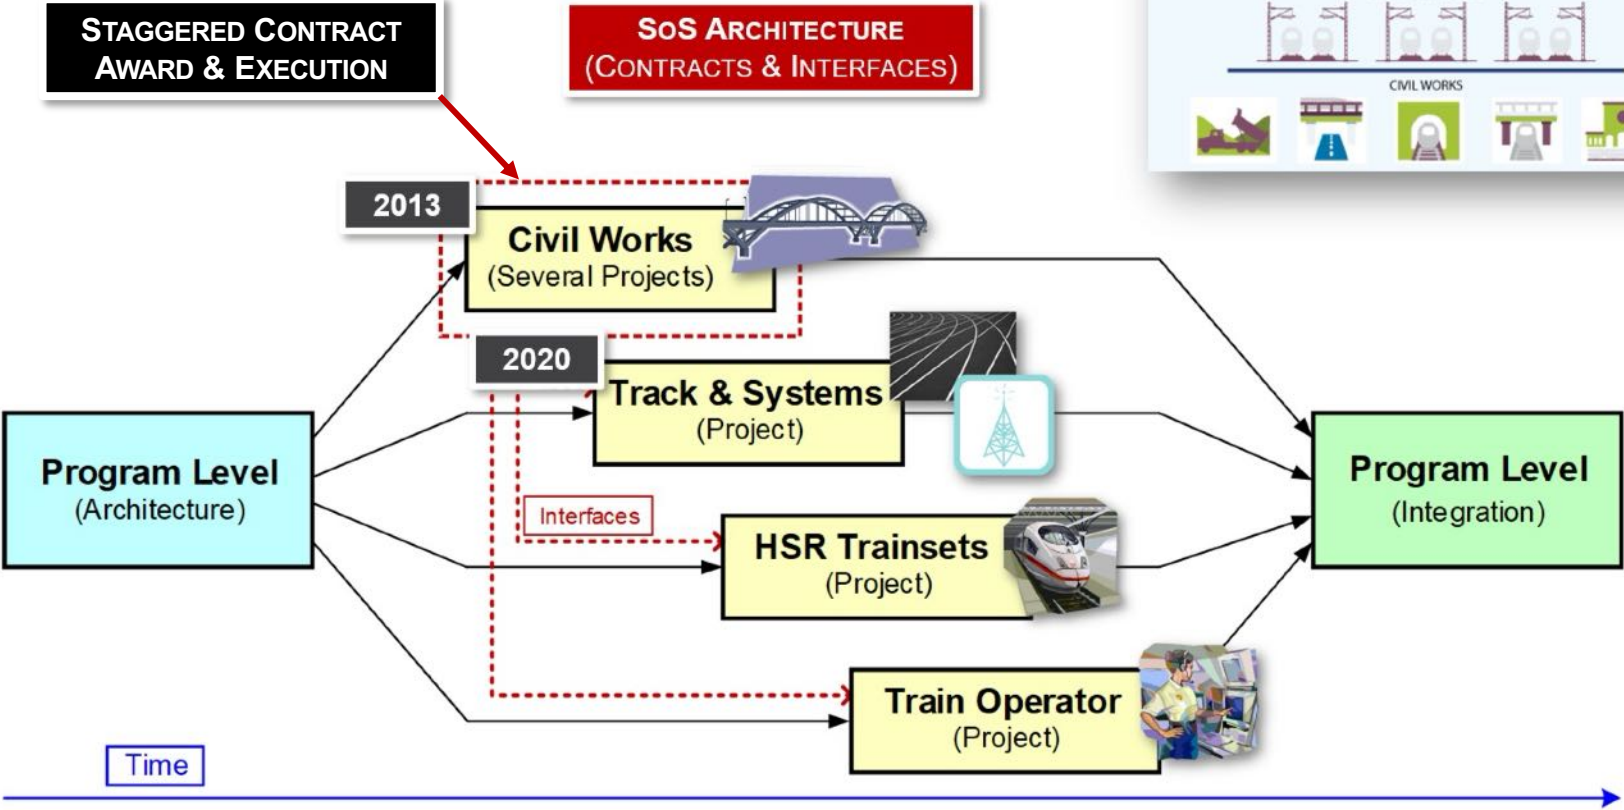 STAGGERED CONTRACT
AWARD & EXECUTION
SOS ARCHITECTURE
(CONTRACTS & INTERFACES)
CIVIL WORKS
2013
Civil Works
(Several Projects)
2020
Track & Systems
(Project)
Program Level
(Architecture)
Program Level
(Integration)
Interfaces
HSR Trainsets
(Project)
Train Operator
(Project)
Time